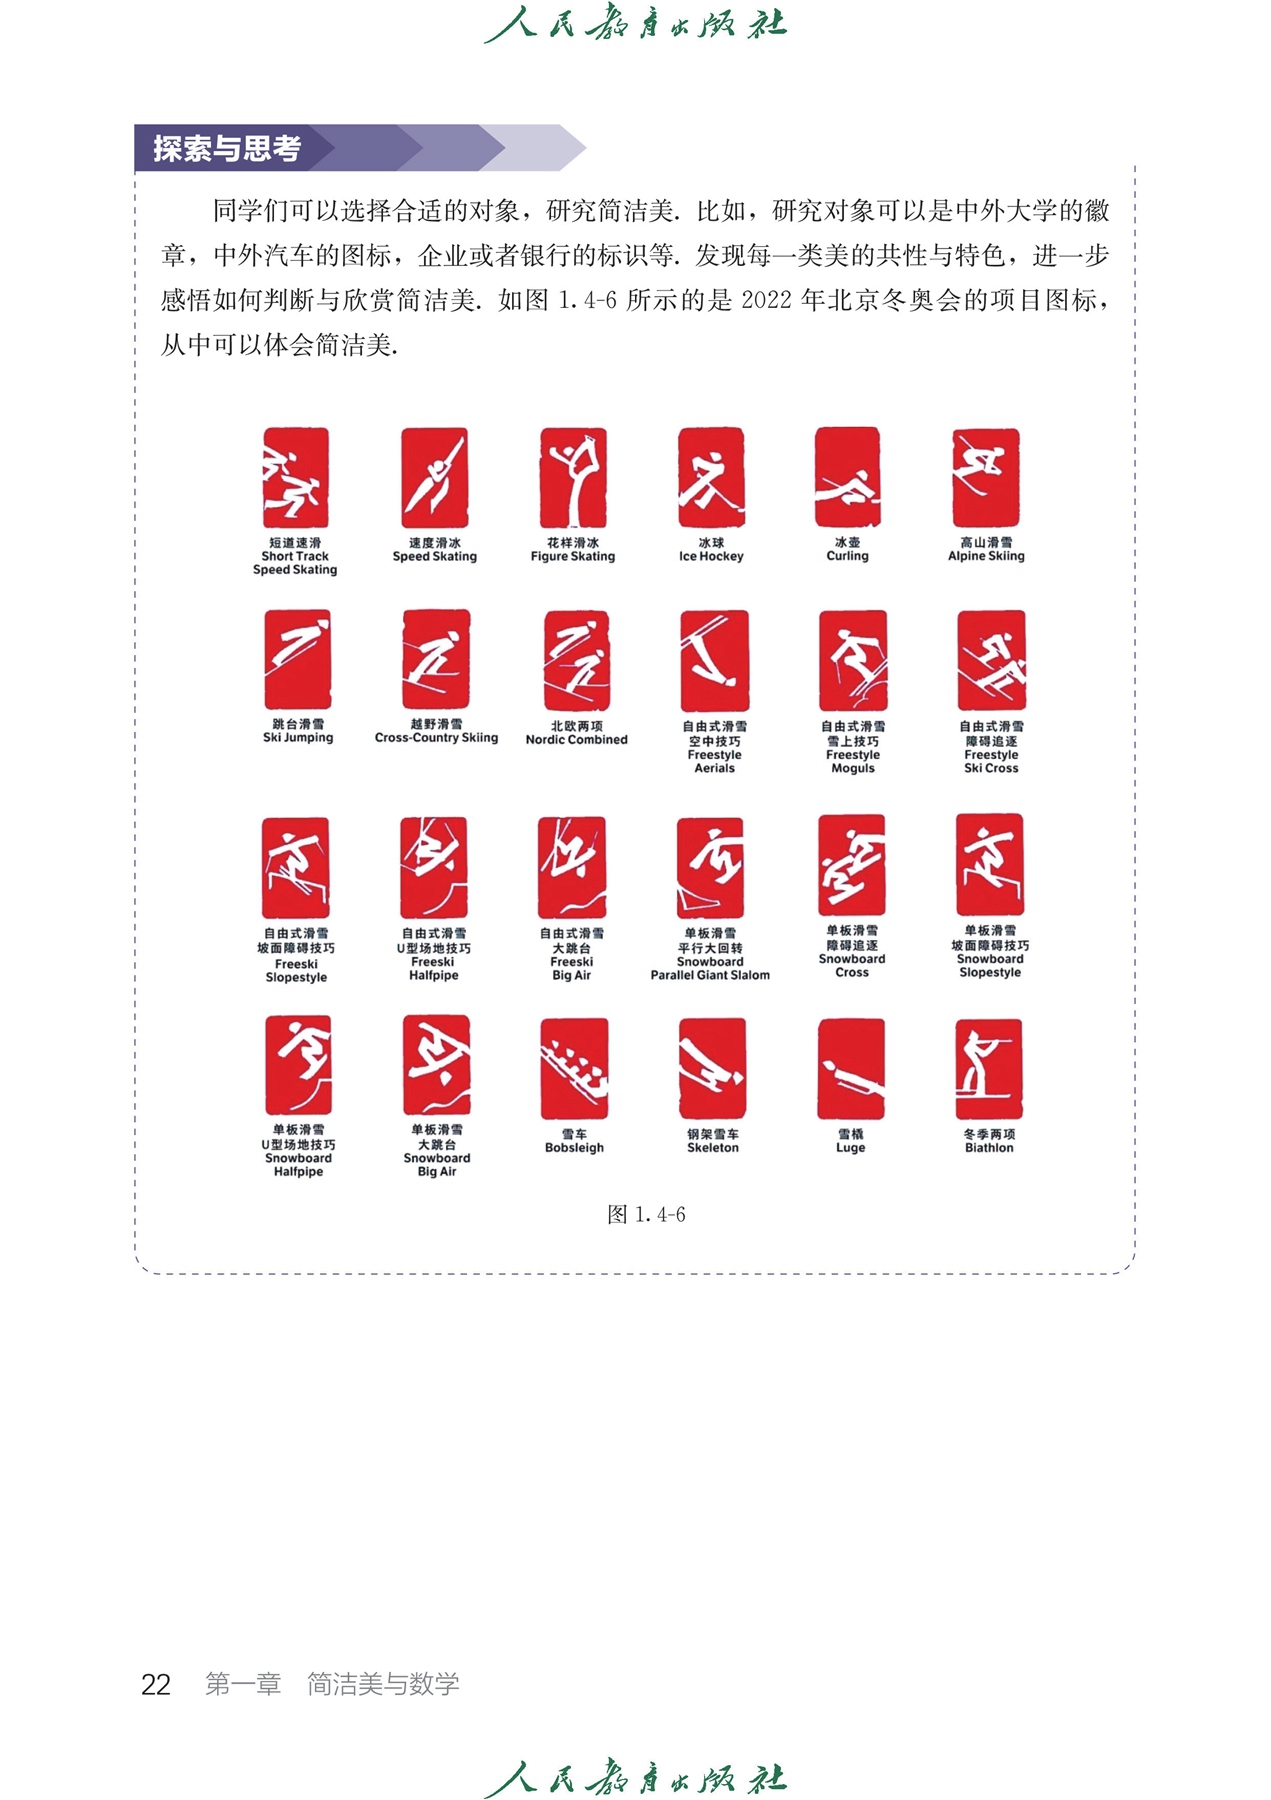 人民教育出版社
探索与思考
同学们可以选择合适的对象，研究简洁美. 比如，研究对象可以是中外大学的徽
章，中外汽车的图标，企业或者银行的标识等. 发现每一类美的共性与特色，进一步
感悟如何判断与欣赏简洁美. 如图 1.4-6 所示的是 2022 年北京冬奥会的项目图标，
从中可以体会简洁美.
短道速滑
Short Track
Speed Skating
速度滑冰
Speed Skating
花样滑冰
Figure Skating
冰球
Ice Hockey
冰壶
Curling
高山滑雪
Alpine Skiing
跳台滑雪
Ski Jumping
越野滑雪
Cross-Country Skiing
北欧两项
Nordic Combined
自由式滑雪
空中技巧
Freestyle
Aerials
自由式滑雪
雪上技巧
Freestyle
Moguls
自由式滑雪
障碍追逐
Freestyle
Ski Cross
自由式滑雪
坡面障碍技巧
Freeski
Slopestyle
自由式滑雪
U型场地技巧
Freeski
Halfpipe
自由式滑雪
大跳台
Freeski
Big Air
单板滑雪
平行大回转
Snowboard
Parallel Giant Slalom
单板滑雪
障碍追逐
Snowboard
Cross
单板滑雪
坡面障碍技巧
Snowboard
Slopestyle
单板滑雪
U型场地技巧
Snowboard
Halfpipe
单板滑雪
大跳台
Snowboard
Big Air
雪车
Bobsleigh
钢架雪车
Skeleton
雪橇
Luge
冬季两项
Biathlon
图 1.4-6
22 第一章 简洁美与数学
人民教育出版社